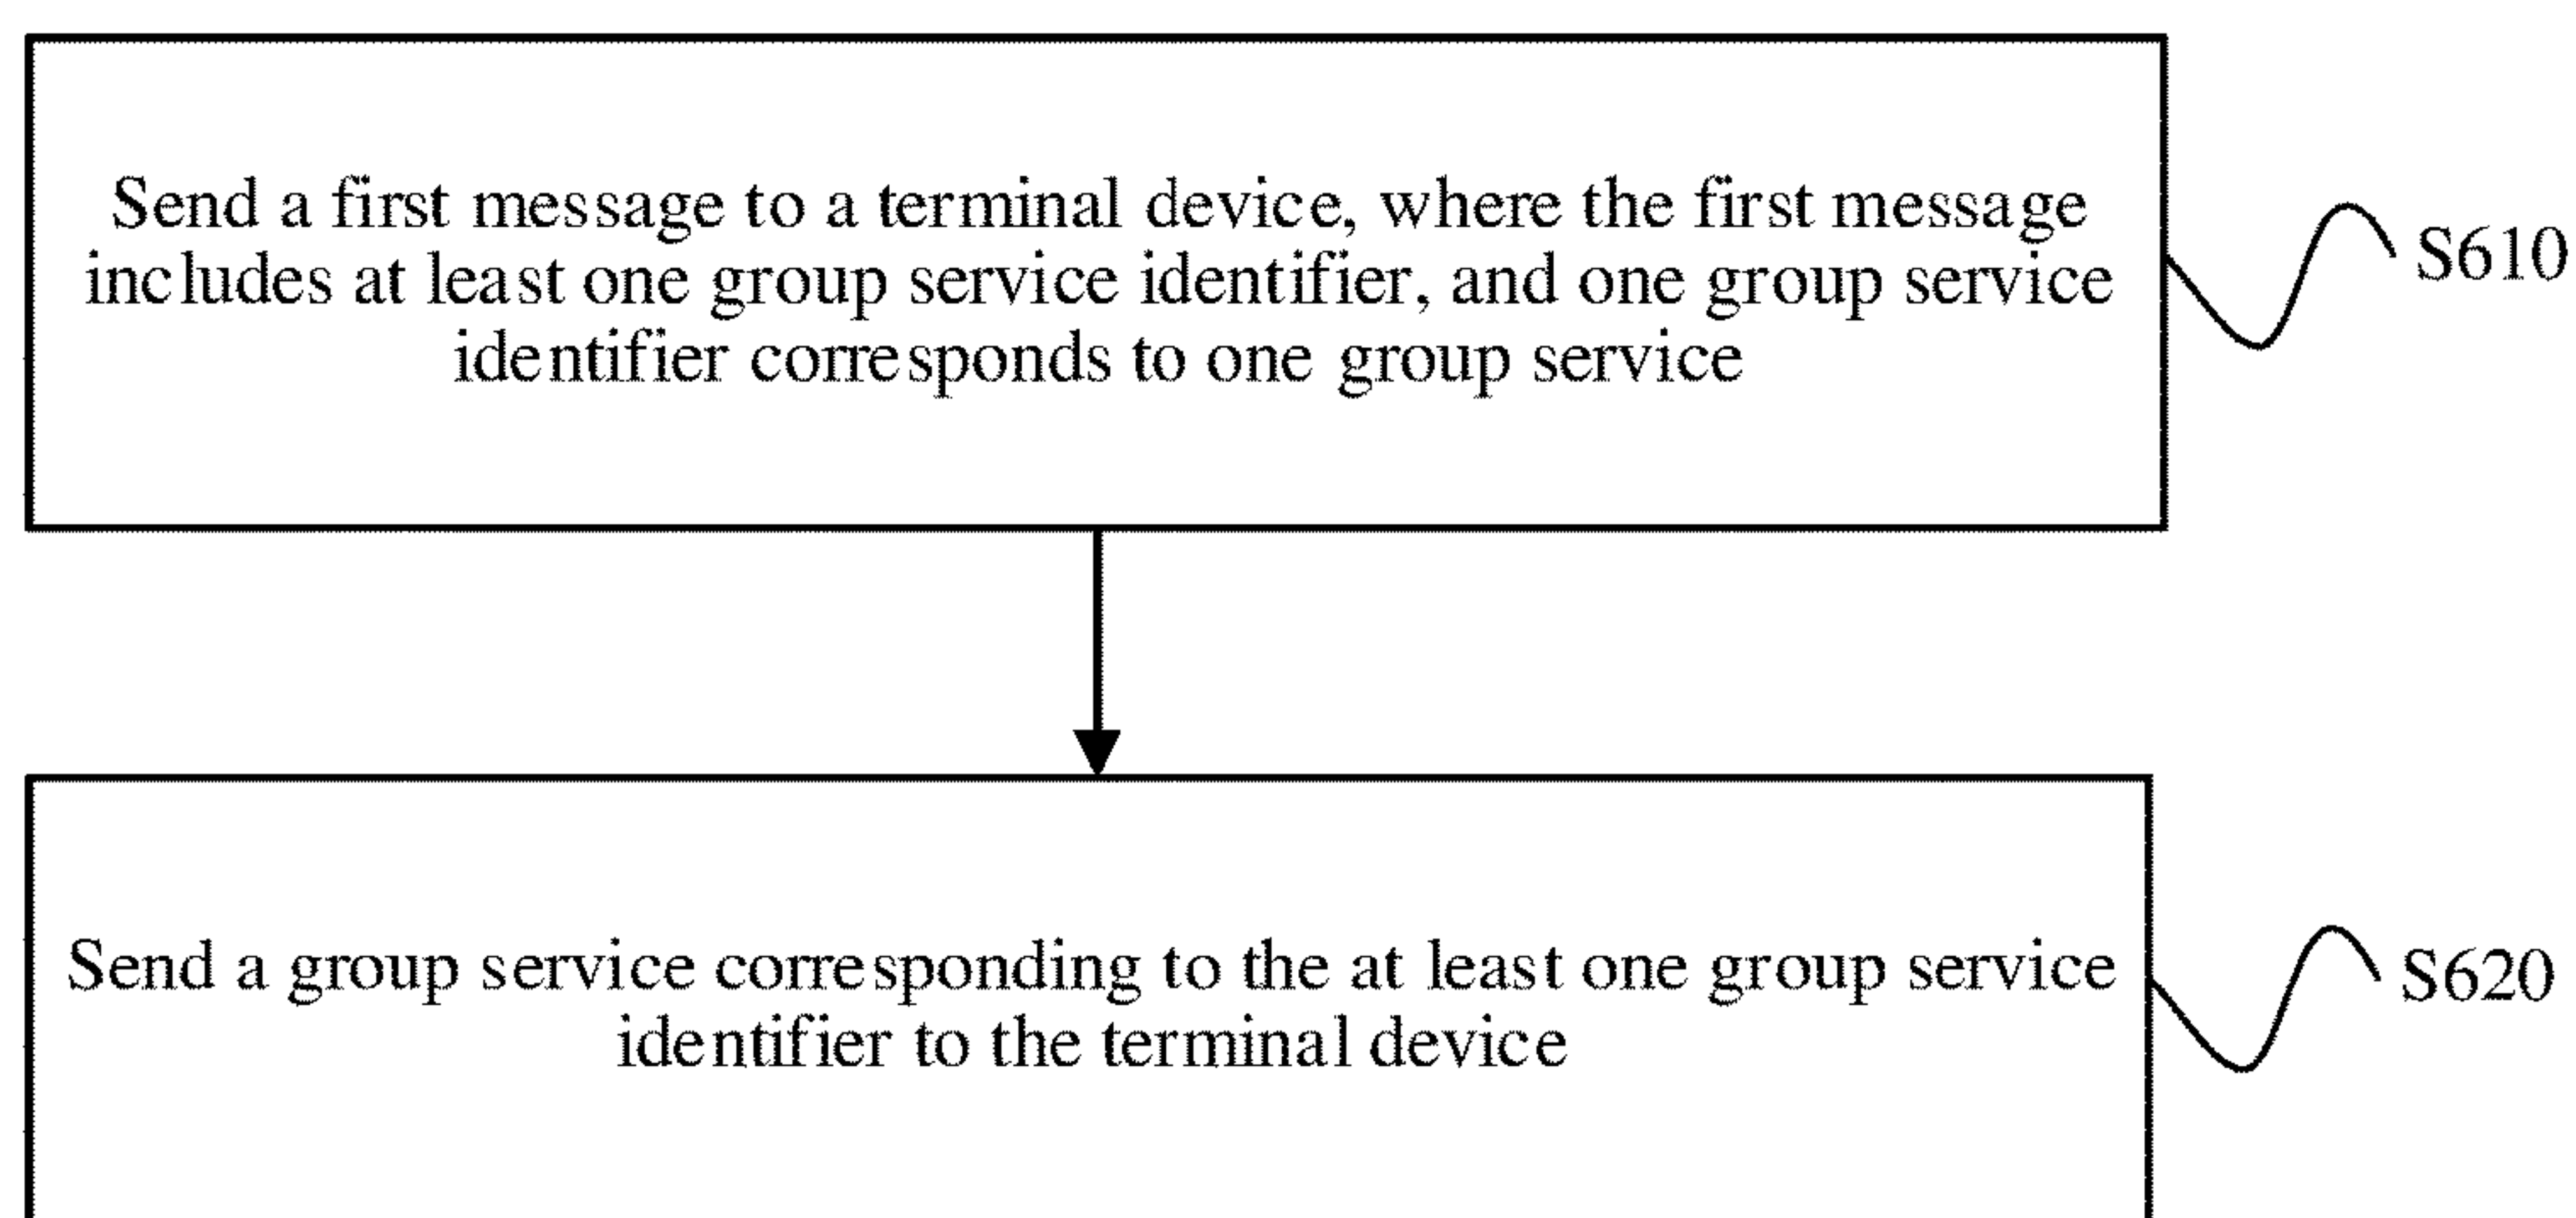 Send a first message to a terminal device, where the first message
includes at least one group service identifier, and one group service
identifier corresponds to one group service
S610
Send a group service corresponding to the at least one group service
identifier to the terminal device
S620